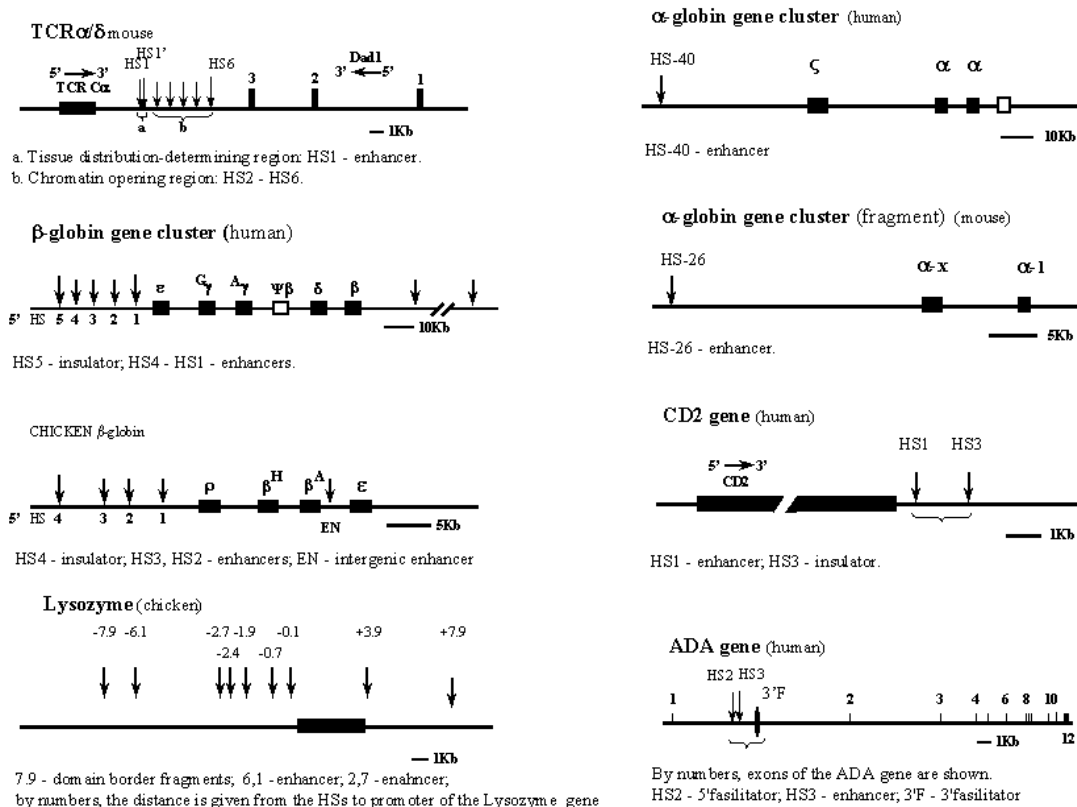 TCRα/δ mouse
HS1'
HS1
HS6
5' 3'
TCR Cα
3
2
Dad1
3' 5'
1
a
b
1Kb
a. Tissue distribution-determining region: HS1 - enhancer.
b. Chromatin opening region: HS2 - HS6.
β-globin gene cluster (human)
ε
Gγ
Aγ
Ψβ
δ
β
5' HS 5 4 3 2 1
10Kb
HS5 - insulator; HS4 - HS1 - enhancers.
CHICKEN β-globin
ρ
βH
βA
ε
5' HS 4 3 2 1
EN
5Kb
HS4 - insulator; HS3, HS2 - enhancers; EN - intergenic enhancer
Lysozyme (chicken)
-7.9 -6.1 -2.7 -1.9 -0.1 +3.9 +7.9
-2.4 -0.7
1Kb
7.9 - domain border fragments; 6,1 - enhancer; 2,7 - enahncer;
by numbers, the distance is given from the HSs to promoter of the Lysozyme gene
α-globin gene cluster (human)
HS-40
ς
α
α
10Kb
HS-40 - enhancer
α-globin gene cluster (fragment) (mouse)
HS-26
α-x
α-1
5Kb
HS-26 - enhancer.
CD2 gene (human)
HS1
HS3
5' 3'
CD2
1Kb
HS1 - enhancer; HS3 - insulator.
ADA gene (human)
HS2 HS3
3'F
1 2 3 4 6 8 10
1Kb
12
By numbers, exons of the ADA gene are shown.
HS2 - 5'fasilitator; HS3 - enhancer; 3'F - 3'fasilitator